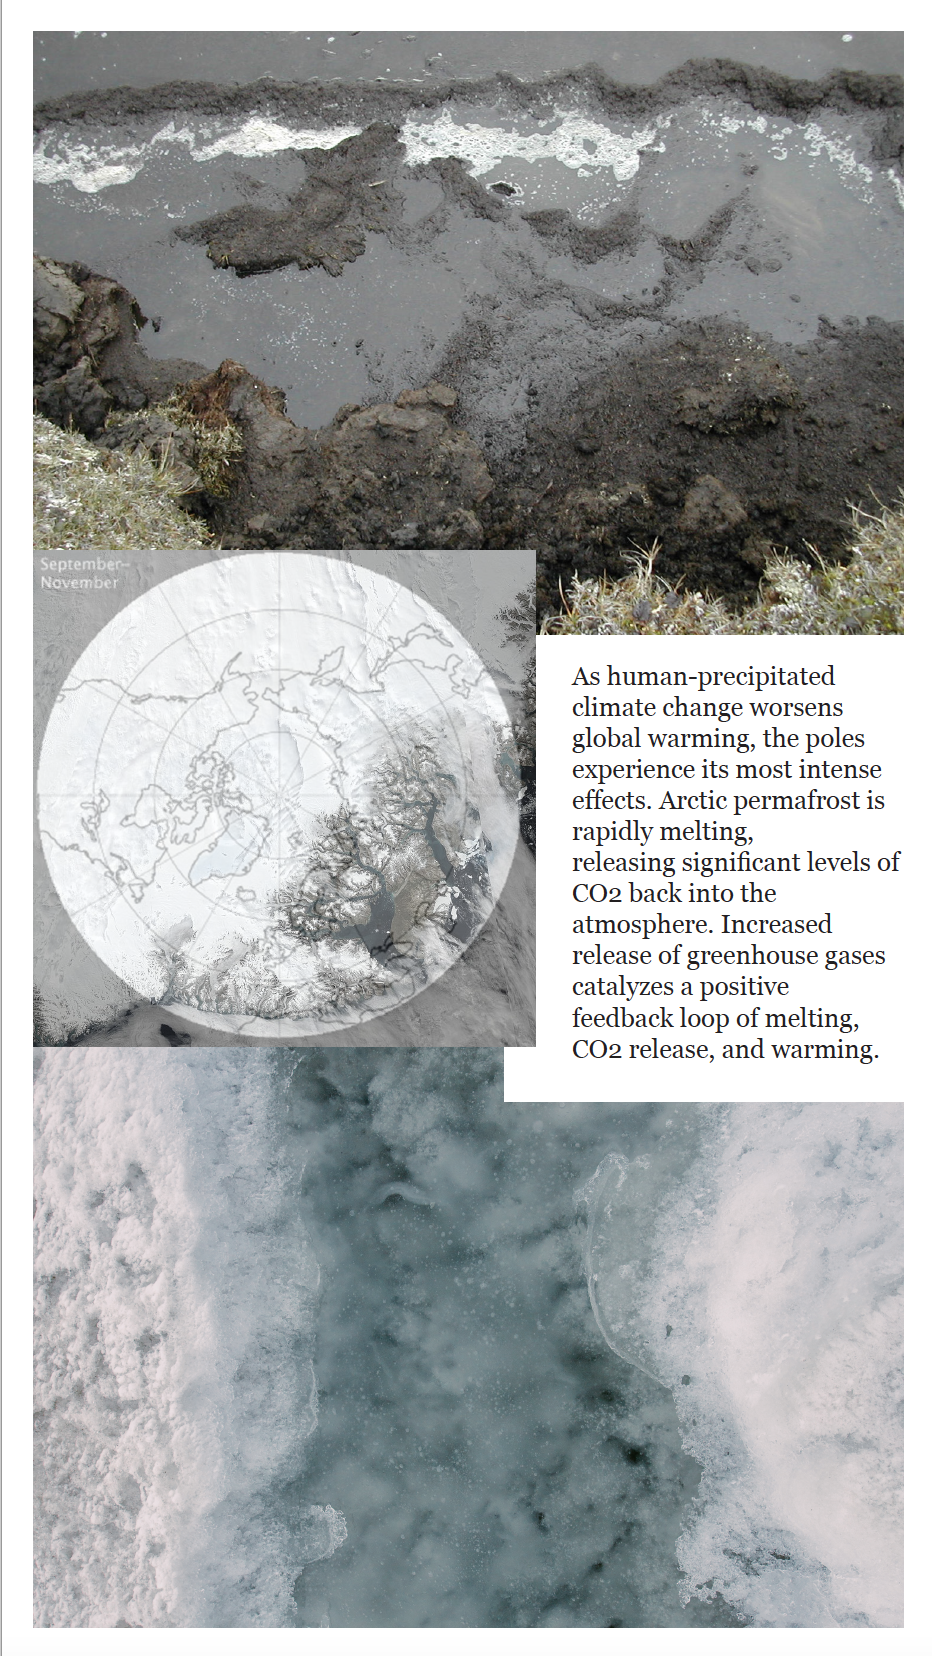 September–
November
As human-precipitated
climate change worsens
global warming, the poles
experience its most intense
effects. Arctic permafrost is
rapidly melting,
releasing significant levels of
CO2 back into the
atmosphere. Increased
release of greenhouse gases
catalyzes a positive
feedback loop of melting,
CO2 release, and warming.